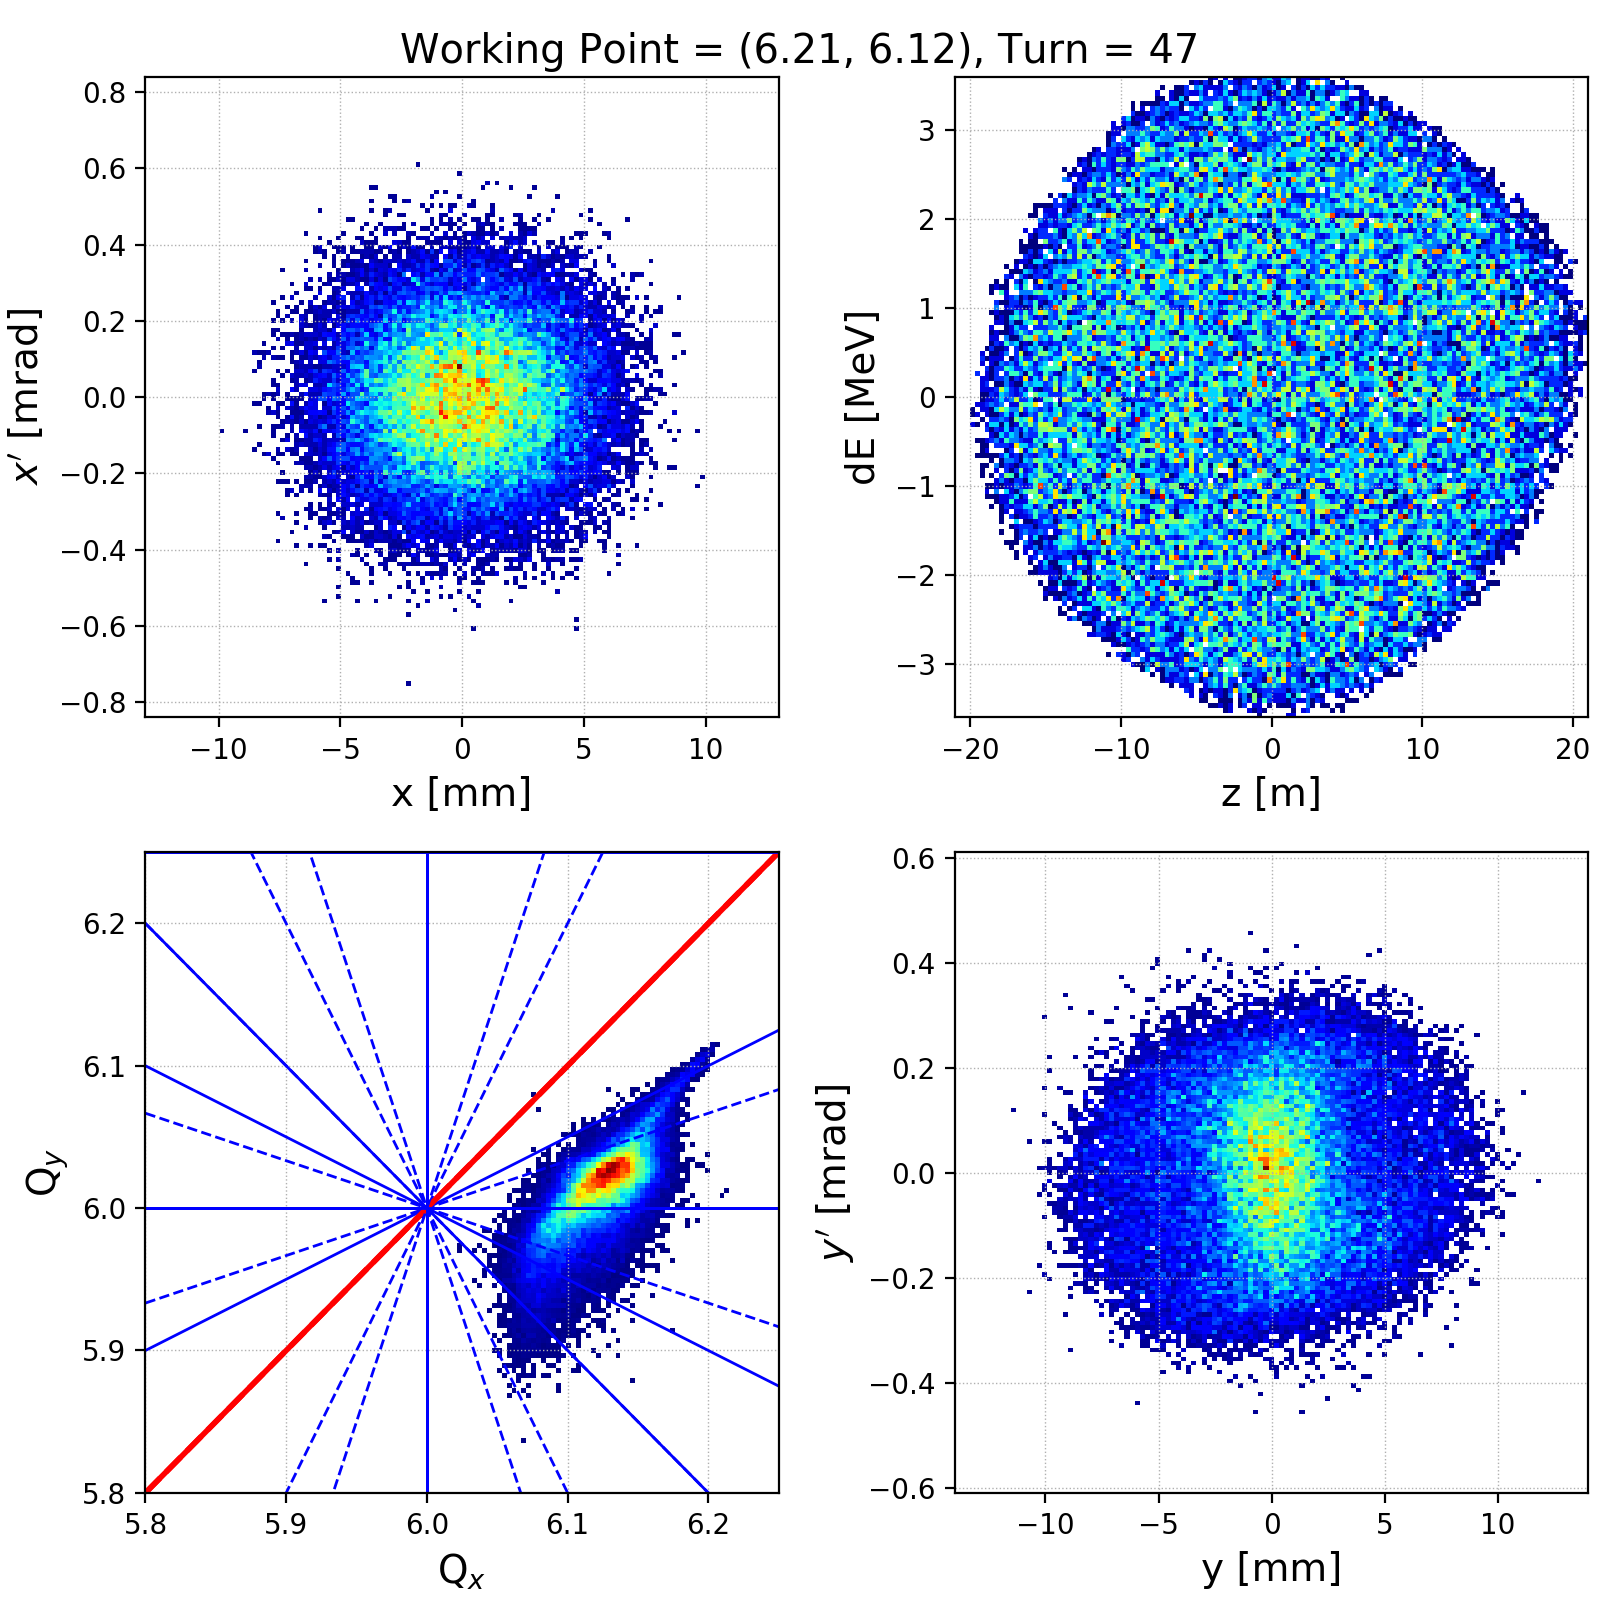 Working Point = (6.21, 6.12), Turn = 47
0.8
0.6
0.4
0.2
0.0
−0.2
−0.4
−0.6
−0.8
x′ [mrad]
−10 −5 0 5 10
x [mm]
3
2
1
0
−1
−2
−3
dE [MeV]
−20 −10 0 10 20
z [m]
6.2
6.1
6.0
5.9
5.8
Qy
5.8 5.9 6.0 6.1 6.2
Qx
0.6
0.4
0.2
0.0
−0.2
−0.4
−0.6
y′ [mrad]
−10 −5 0 5 10
y [mm]